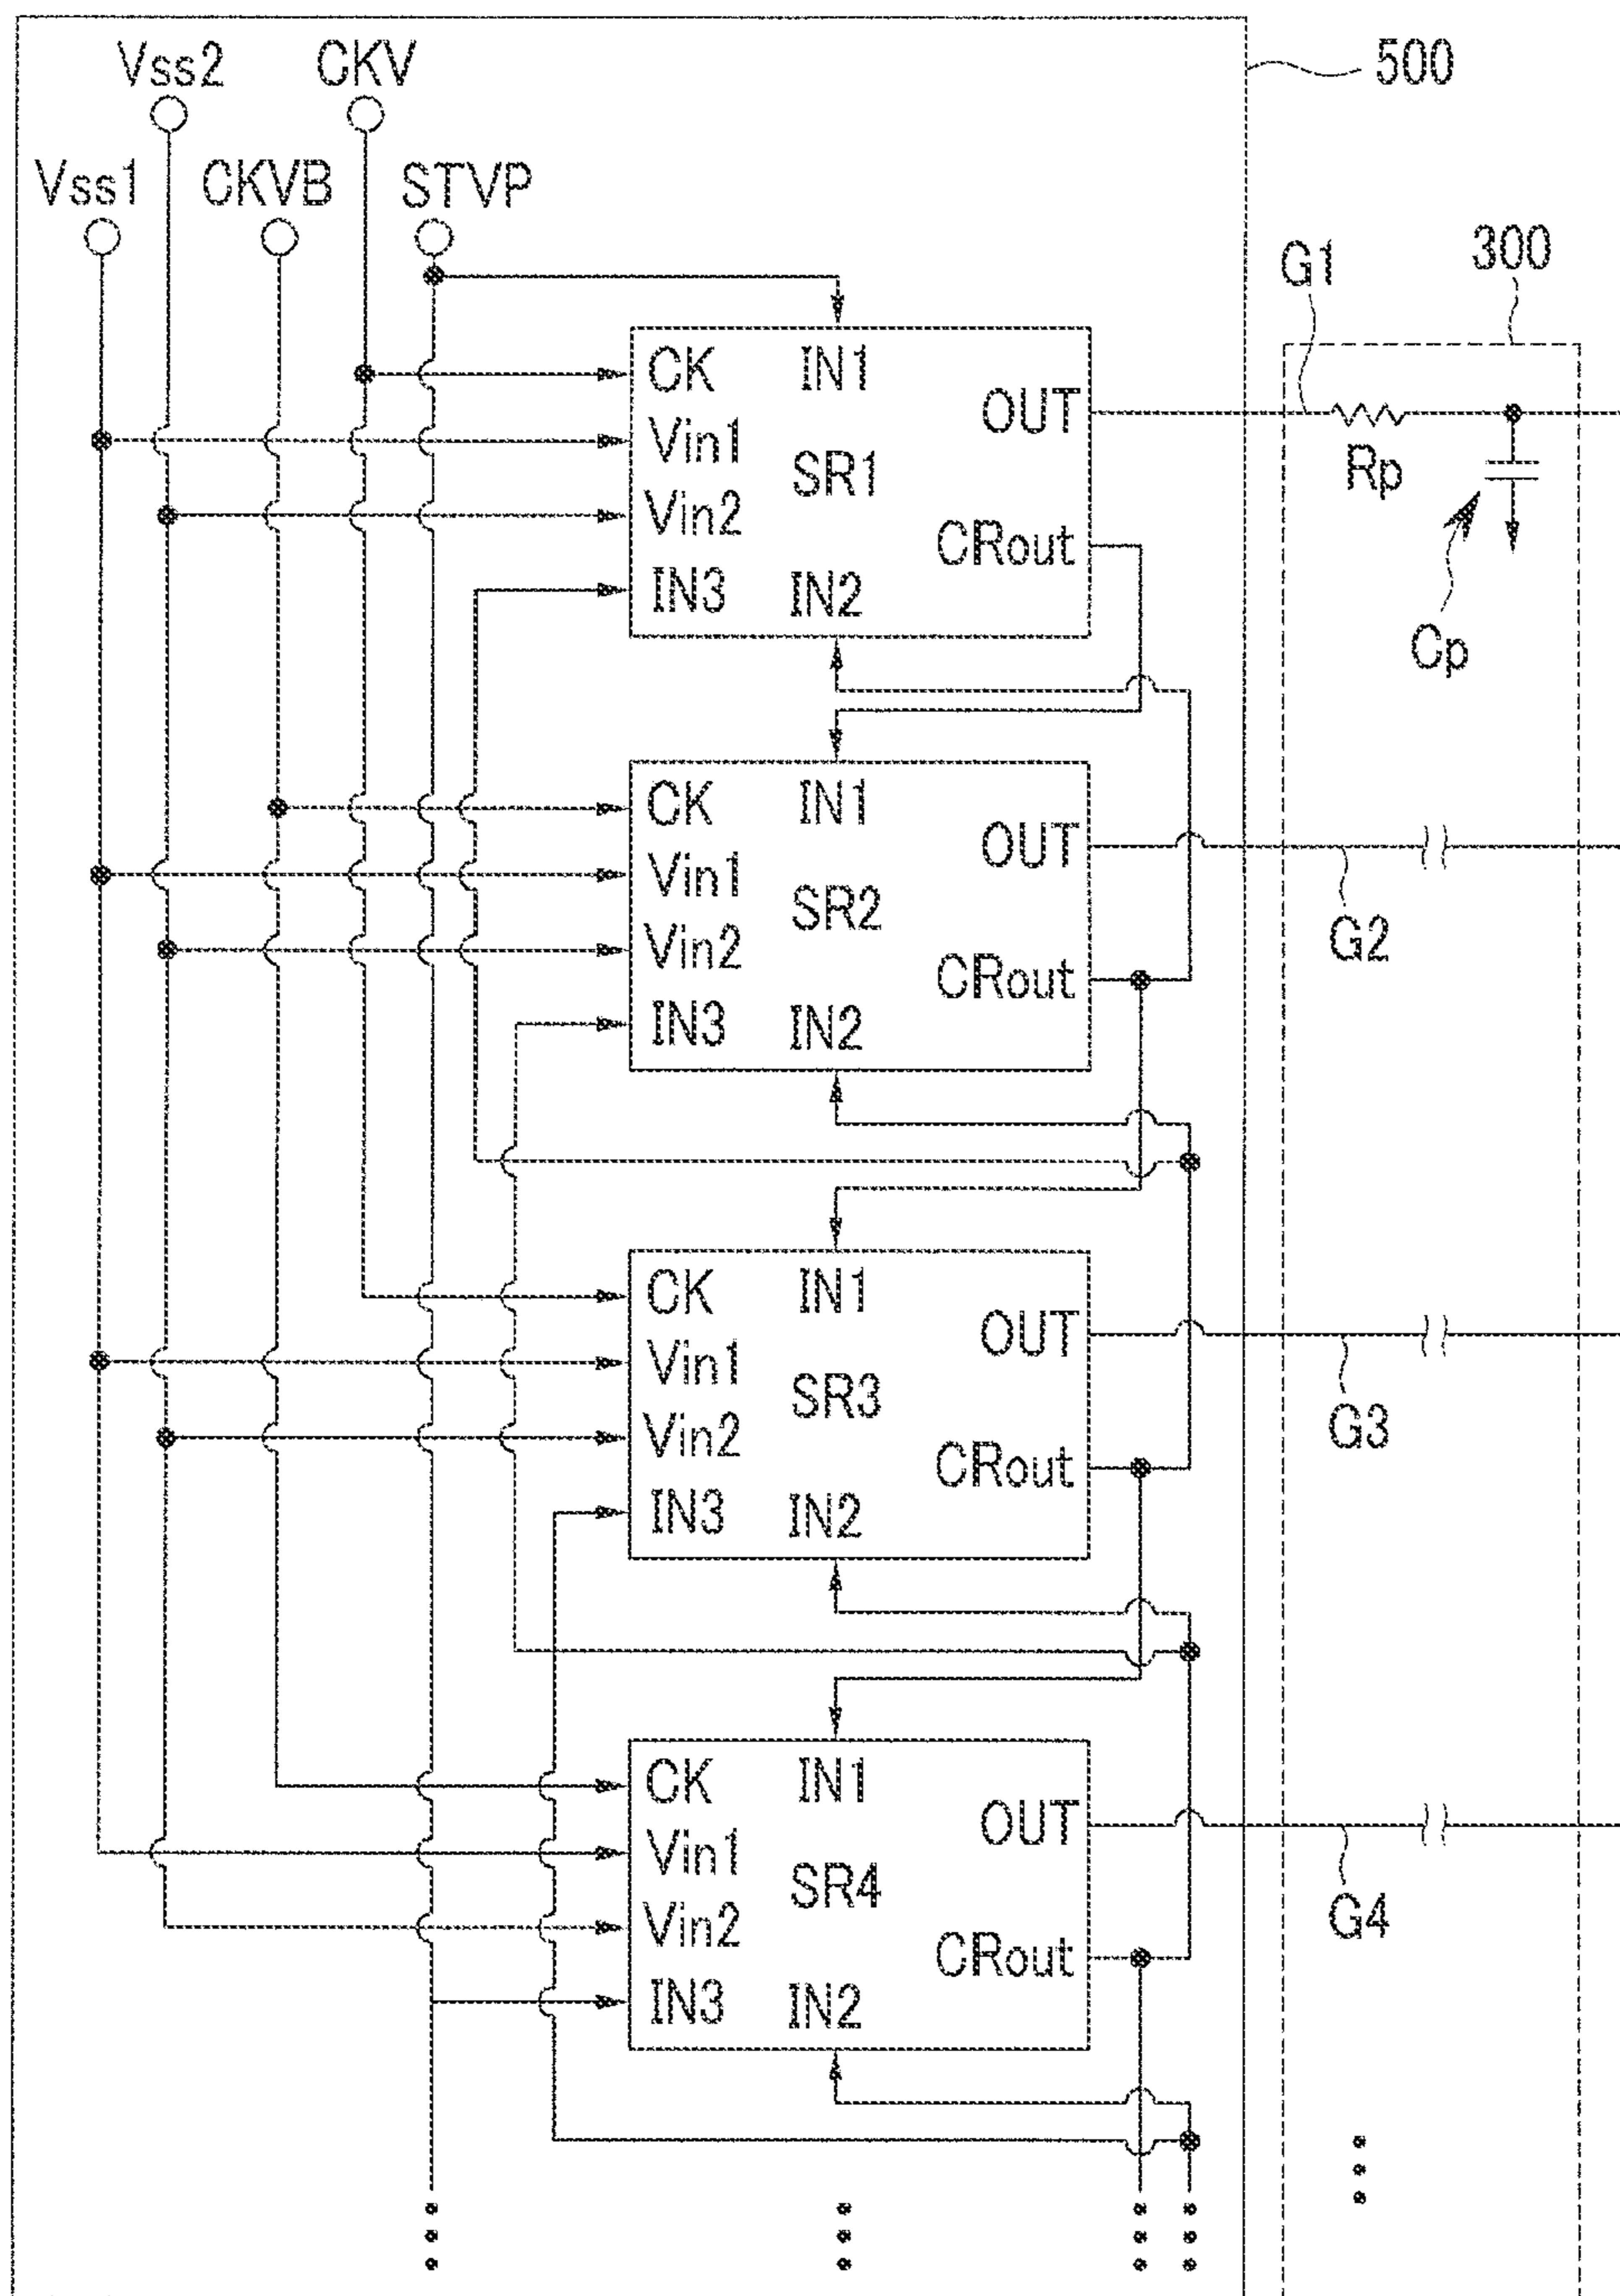 Vss2
CKV
500
Vss1
CKVB
STVP
G1
300
CK
IN1
OUT
Vin1
SR1
Rp
Vin2
CRout
IN3
IN2
Cp
CK
IN1
OUT
Vin1
SR2
G2
Vin2
CRout
IN3
IN2
CK
IN1
OUT
Vin1
SR3
G3
Vin2
CRout
IN3
IN2
CK
IN1
OUT
Vin1
SR4
G4
Vin2
CRout
IN3
IN2